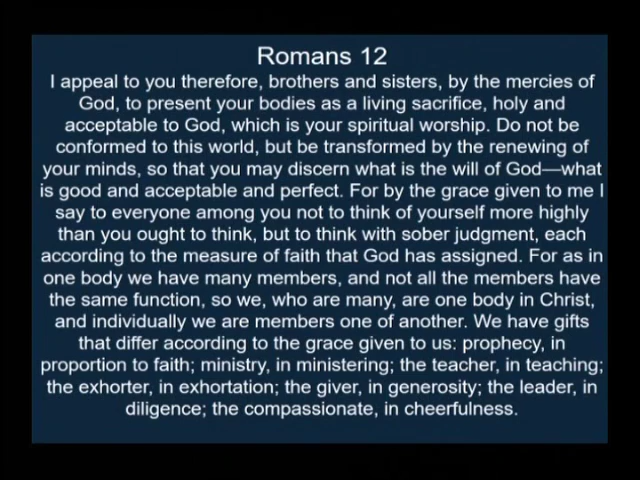 Romans 12
I appeal to you therefore, brothers and sisters, by the mercies of
God, to present your bodies as a living sacrifice, holy and
acceptable to God, which is your spiritual worship. Do not be
conformed to this world, but be transformed by the renewing of
your minds, so that you may discern what is the will of God—what
is good and acceptable and perfect. For by the grace given to me I
say to everyone among you not to think of yourself more highly
than you ought to think, but to think with sober judgment, each
according to the measure of faith that God has assigned. For as in
one body we have many members, and not all the members have
the same function, so we, who are many, are one body in Christ,
and individually we are members one of another. We have gifts
that differ according to the grace given to us: prophecy, in
proportion to faith; ministry, in ministering; the teacher, in teaching;
the exhorter, in exhortation; the giver, in generosity; the leader, in
diligence; the compassionate, in cheerfulness.